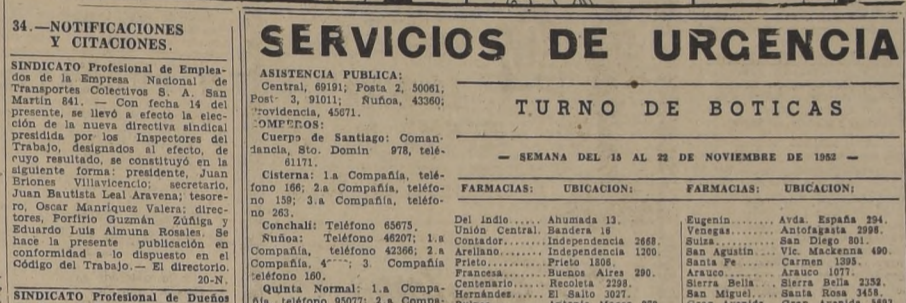 34.—NOTIFICACIONES
Y CITACIONES.
SINDICATO Profesional de Emplea-
dos de la Empresa Nacional de
Transportes Colectivos S. A. San
Martin 841. — Con fecha 14 del
presente, se llevó a efecto la elec-
ción de la nueva directiva sindical
presidida por los Inspectores del
Trabajo, designados al efecto, de
cuyo resultado, se constituyó en la
siguiente forma: presidente, Juan
Briones Villavicencio; secretario,
Juan Bautista Leal Aravena; tesore-
ro, Oscar Manríquez Valera; direc-
tores, Porfirio Guzmán Zúñiga y
Eduardo Luis Almuna Rosales. Se
hace la presente publicación en
conformidad a lo dispuesto en el
Código del Trabajo.— El directorio.
20-N.
SINDICATO Profesional de Dueños
SERVICIOS DE URGENCIA
ASISTENCIA PUBLICA:
Central, 69191; Posta 2, 50061,
3, 91011; Ñuñoa, 43360;
rovidencia, 45671.
OMPEROS:
Cuerpo de Santiago: Coman-
dancia, Sto. Domin 978, telé-
61171.
Cisterna: 1.a Compañía, telé-
fono 166; 2.a Compañía, teléfo-
no 159; 3.a Compañía, teléfo-
no 263.
Conchalí: Teléfono 65675.
Ñuñoa: Teléfono 46207; 1.a
Compañía, teléfono 42366; 2.a
Compañía, 3. Compañía
teléfono 160.
Quinta Normal: 1.a Compa-
ñía, teléfono 95077; 2.a Comp
TURNO DE BOTICAS
— SEMANA DEL 15 AL 22 DE NOVIEMBRE DE 1952 —
FARMACIAS: UBICACION:
Del Indio...... Ahumada 13.
Unión Central. Bandera 16
Contador....... Independencia 2668.
Arellano....... Independencia 1200.
Prieto......... Prieto 1806.
Francesa....... Buenos Aires 290.
Centenario..... Recoleta 2298.
Hernández...... El Salto 3027.
FARMACIAS: UBICACION:
Eugenin........ Avda. España 294.
Venegas........ Antofagasta 2998.
Suiza.......... San Diego 801.
San Agustín.... Vic. Mackenna 490.
Santa Fe....... Carmen 1395.
Arauco......... Arauco 1077.
Sierra Bella... Sierra Bella 2352
San Miguel..... Santa Rosa 3458.